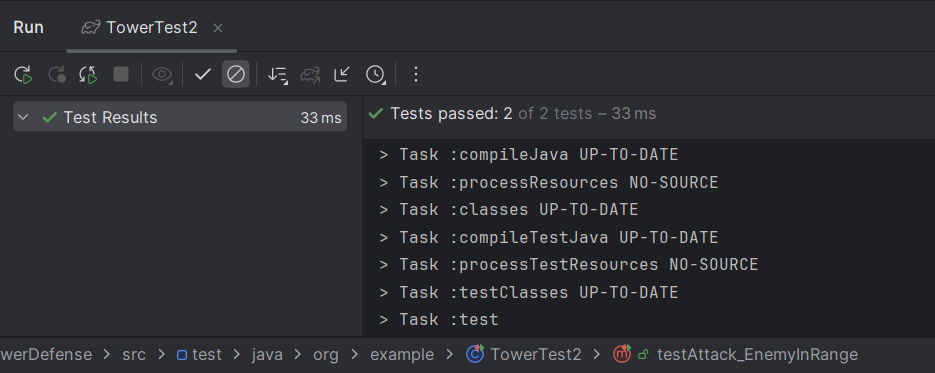 Run TowerTest2
Test Results 33 ms
Tests passed: 2 of 2 tests – 33 ms
> Task :compileJava UP-TO-DATE
> Task :processResources NO-SOURCE
> Task :classes UP-TO-DATE
> Task :compileTestJava UP-TO-DATE
> Task :processTestResources NO-SOURCE
> Task :testClasses UP-TO-DATE
> Task :test
werDefense > src > test > java > org > example > TowerTest2 > testAttack_EnemyInRange